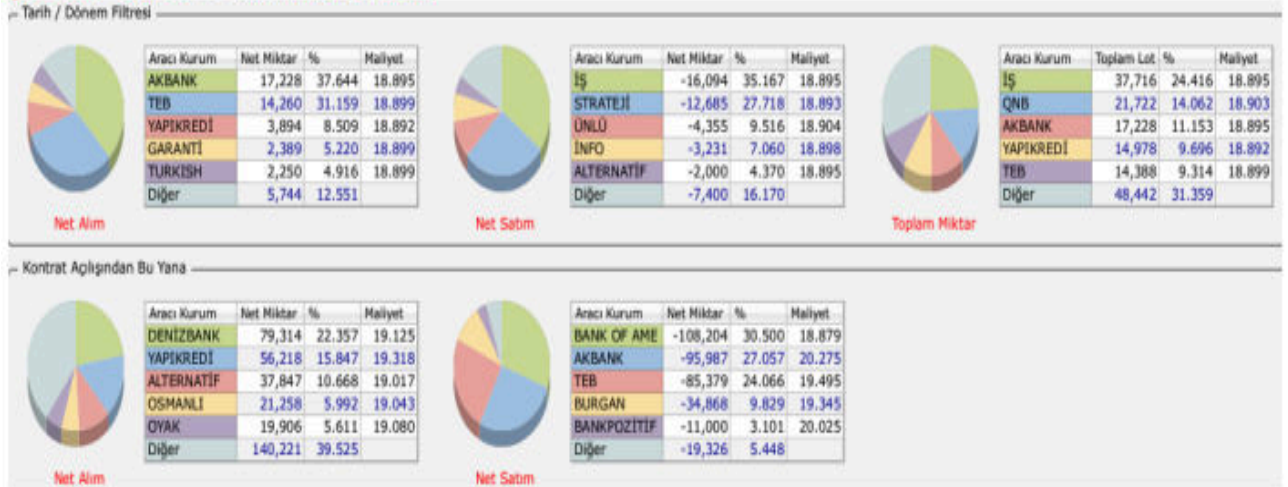 Tarih / Dönem Filtresi
Aracı Kurum Net Miktar % Maliyet
AKBANK 17,228 37.644 18.895
TEB 14,260 31.159 18.899
YAPIKREDİ 3,894 8.509 18.892
GARANTİ 2,389 5.220 18.899
TURKISH 2,250 4.916 18.899
Diğer 5,744 12.551
Net Alım
Aracı Kurum Net Miktar % Maliyet
İŞ -16,094 35.167 18.895
STRATEJİ -12,685 27.718 18.893
ÜNLÜ -4,355 9.516 18.904
İNFO -3,231 7.060 18.898
ALTERNATİF -2,000 4.370 18.895
Diğer -7,400 16.170
Net Satım
Aracı Kurum Toplam Lot % Maliyet
İŞ 37,716 24.416 18.895
QNB 21,722 14.062 18.903
AKBANK 17,228 11.153 18.895
YAPIKREDİ 14,978 9.696 18.892
TEB 14,388 9.314 18.899
Diğer 48,442 31.359
Toplam Miktar
Kontrat Açılışından Bu Yana
Aracı Kurum Net Miktar % Maliyet
DENİZBANK 79,314 22.357 19.125
YAPIKREDİ 56,218 15.847 19.318
ALTERNATİF 37,847 10.668 19.017
OSMANLI 21,258 5.992 19.043
OYAK 19,906 5.611 19.080
Diğer 140,221 39.525
Net Alım
Aracı Kurum Net Miktar % Maliyet
BANK OF AME -108,204 30.500 18.879
AKBANK -95,987 27.057 20.275
TEB -85,379 24.066 19.495
BURGAN -34,868 9.829 19.345
BANKPOZİTİF -11,000 3.101 20.025
Diğer -19,326 5.448
Net Satım